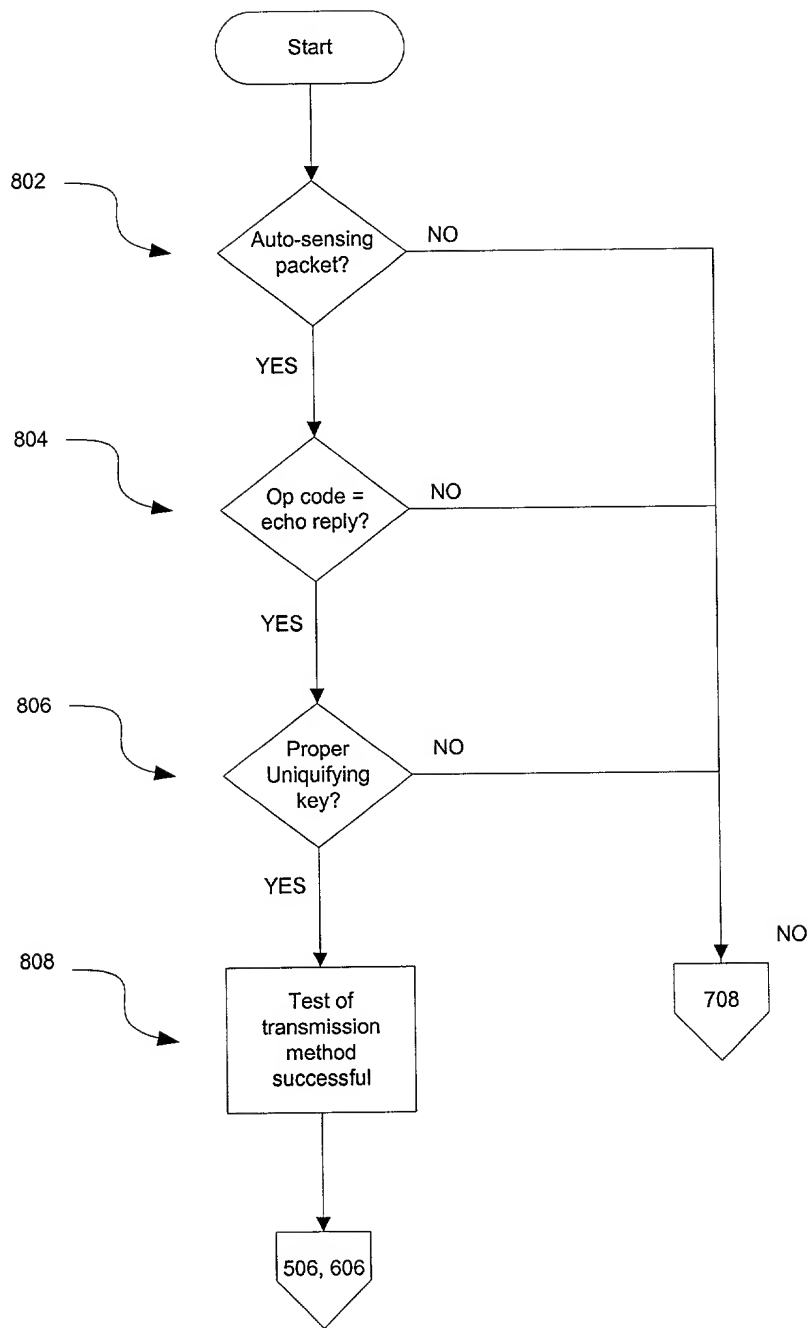 Start
802
Auto-sensing
packet?
NO
YES
804
Op code =
echo reply?
NO
YES
806
Proper
Uniquifying
key?
NO
YES
808
Test of
transmission
method
successful
NO
708
506, 606